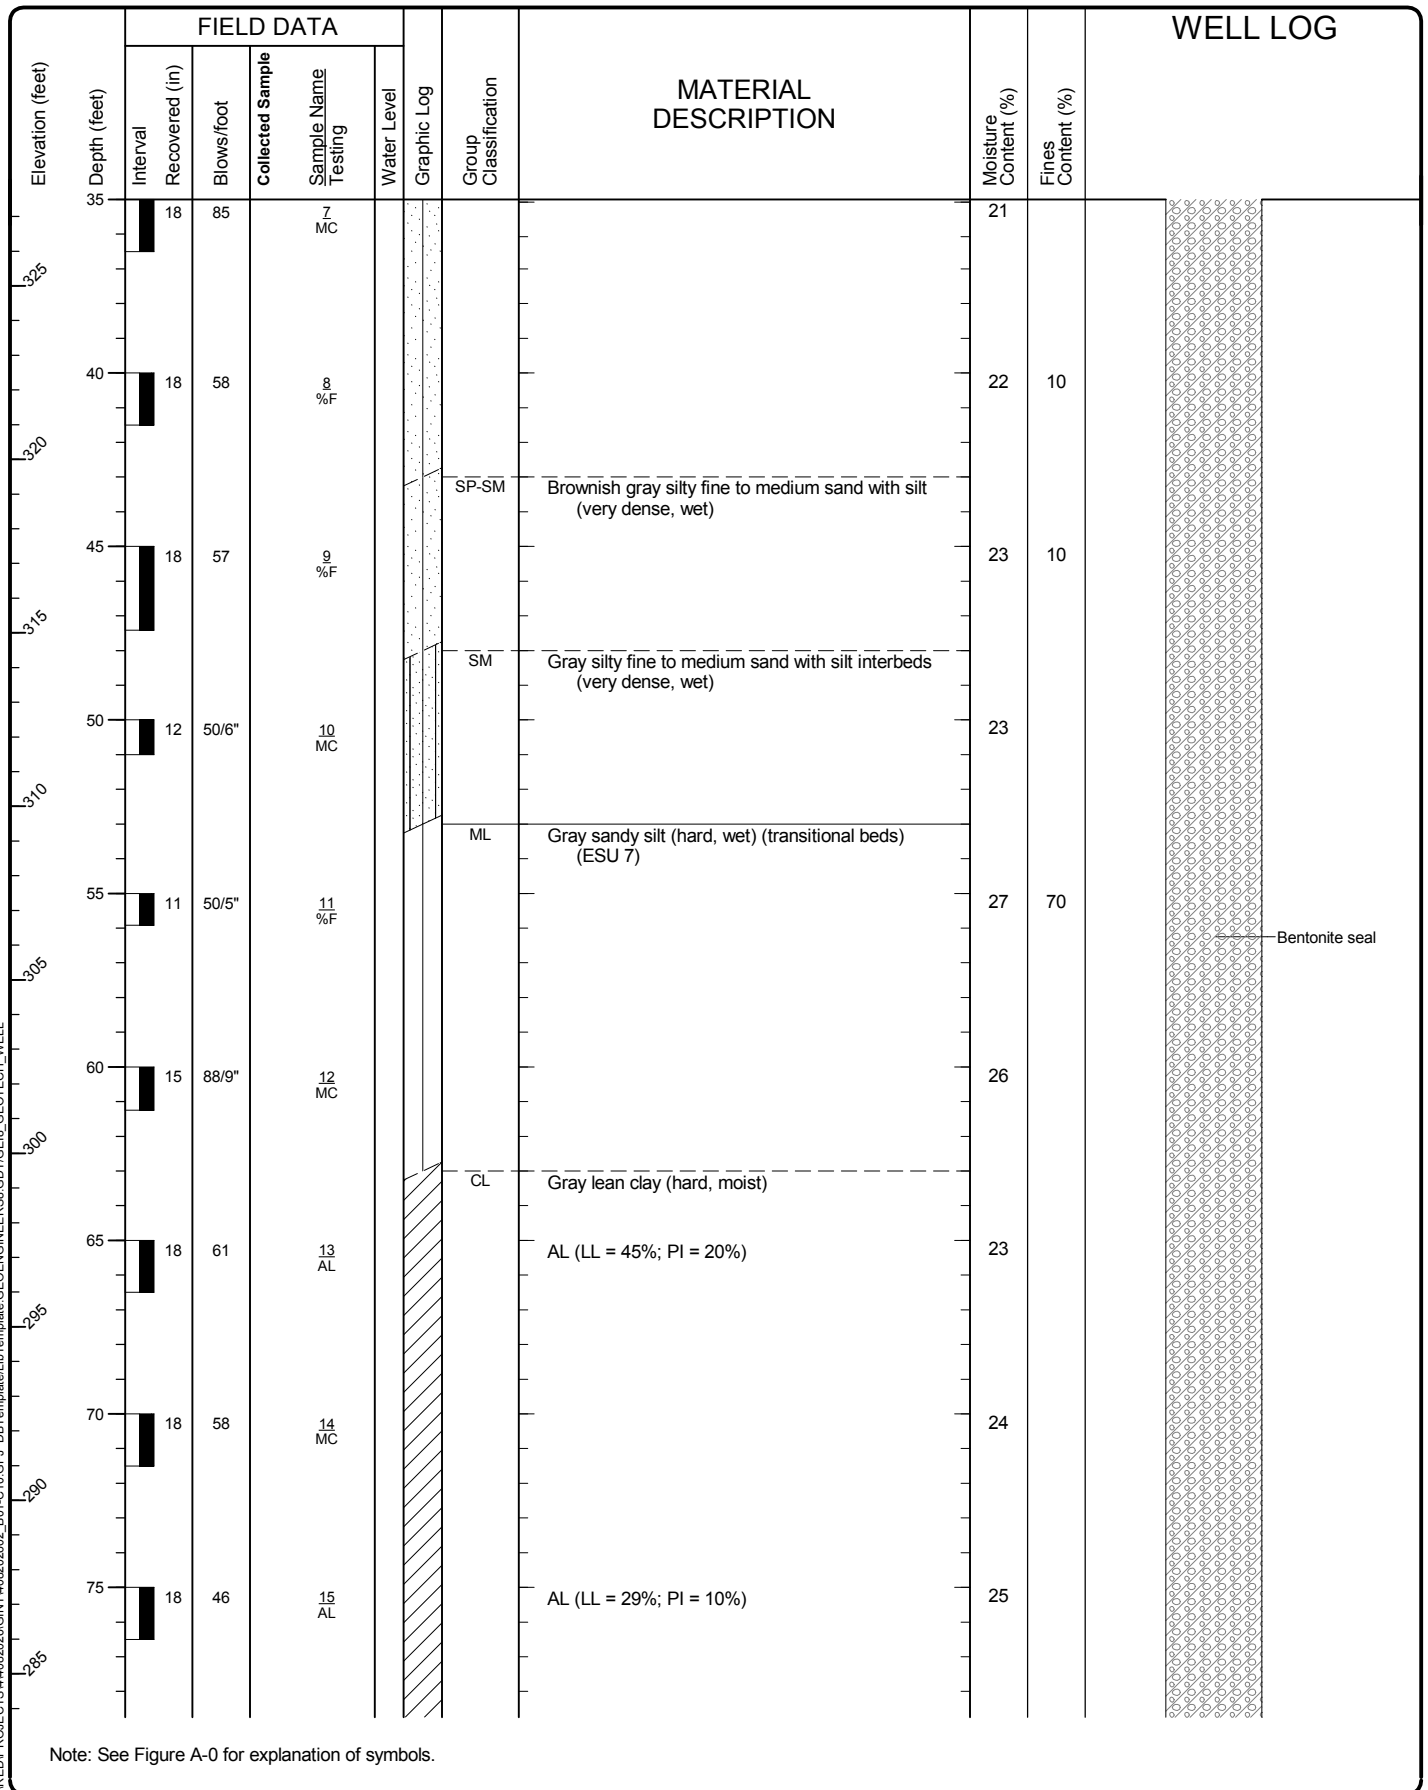 FIELD DATA
WELL LOG
Elevation (feet)
Depth (feet)
Interval
Recovered (in)
Blows/foot
Collected Sample
Sample Name
Testing
Water Level
Graphic Log
Group
Classification
MATERIAL
DESCRIPTION
Moisture
Content (%)
Fines
Content (%)
35 18 85 7 21
MC
325
40 18 58 8 22 10
%F
320
SP-SM Brownish gray silty fine to medium sand with silt
(very dense, wet)
45 18 57 9 23 10
%F
315
SM Gray silty fine to medium sand with silt interbeds
(very dense, wet)
50 12 50/6" 10 23
MC
310
ML Gray sandy silt (hard, wet) (transitional beds)
(ESU 7)
55 11 50/5" 11 27 70
%F
Bentonite seal
305
60 15 88/9" 12 26
MC
300
CL Gray lean clay (hard, moist)
65 18 61 13 AL (LL = 45%; PI = 20%) 23
AL
295
70 18 58 14 24
MC
290
75 18 46 15 AL (LL = 29%; PI = 10%) 25
AL
285
Note: See Figure A-0 for explanation of symbols.